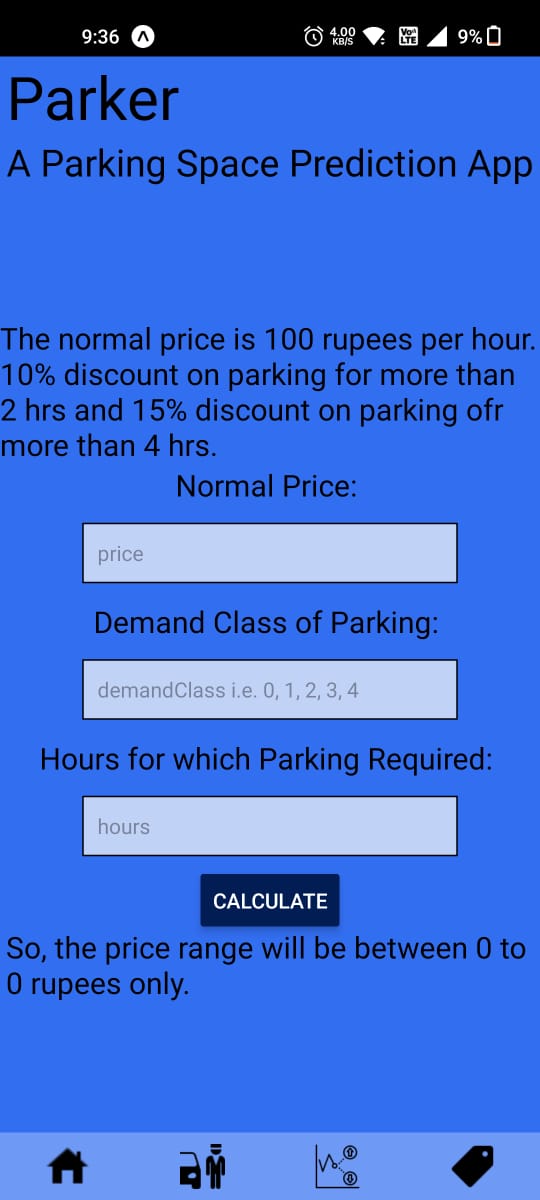 9:36 4.00 KB/S Vo) LTE 9%
Parker
A Parking Space Prediction App
The normal price is 100 rupees per hour.
10% discount on parking for more than
2 hrs and 15% discount on parking ofr
more than 4 hrs.
Normal Price:
price
Demand Class of Parking:
demandClass i.e. 0, 1, 2, 3, 4
Hours for which Parking Required:
hours
CALCULATE
So, the price range will be between 0 to
0 rupees only.